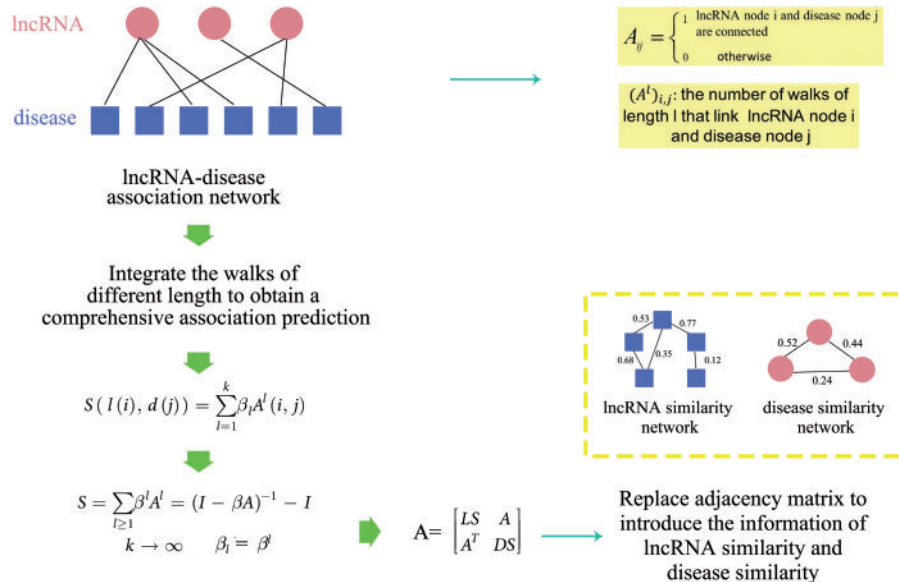 lncRNA
disease
lncRNA-disease
association network
A_{ij} = { 1 lncRNA node i and disease node j
are connected
0 otherwise
(A^l)_{i,j}: the number of walks of
length l that link lncRNA node i
and disease node j
Integrate the walks of
different length to obtain a
comprehensive association prediction
S( l(i), d(j)) = \sum_{l=1}^{k} β_l A^l(i, j)
S = \sum_{l≥1} β^l A^l = (I − βA)^{−1} − I
k → ∞ β_l = β^l
A= [LS A
A^T DS]
0.53
0.77
0.68
0.35
0.12
lncRNA similarity
network
0.52
0.44
0.24
disease similarity
network
Replace adjacency matrix to
introduce the information of
lncRNA similarity and
disease similarity